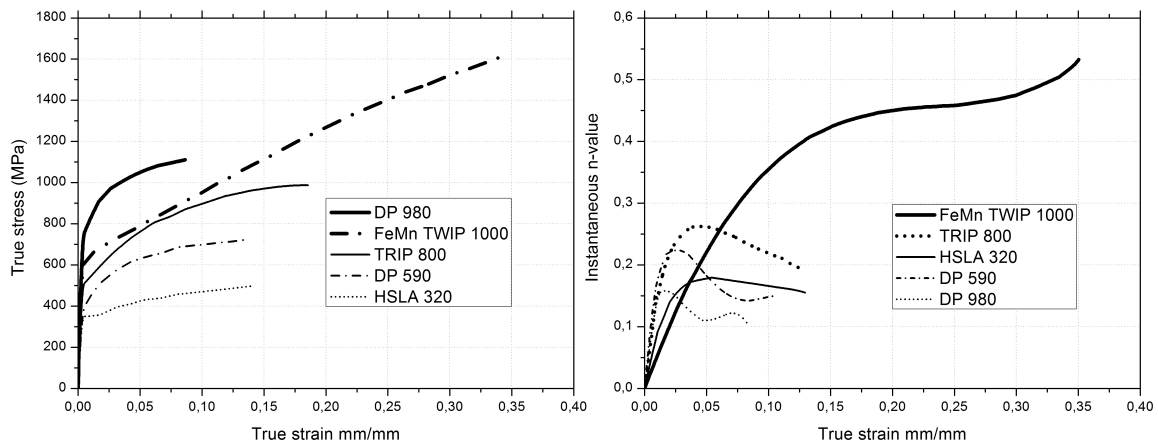 True stress (MPa)
1800
1600
1400
1200
1000
800
600
400
200
0
DP 980
FeMn TWIP 1000
TRIP 800
DP 590
HSLA 320
0,00 0,05 0,10 0,15 0,20 0,25 0,30 0,35 0,40
True strain mm/mm
Instantaneous n-value
0,6
0,5
0,4
0,3
0,2
0,1
0,0
FeMn TWIP 1000
TRIP 800
HSLA 320
DP 590
DP 980
0,00 0,05 0,10 0,15 0,20 0,25 0,30 0,35 0,40
True strain mm/mm